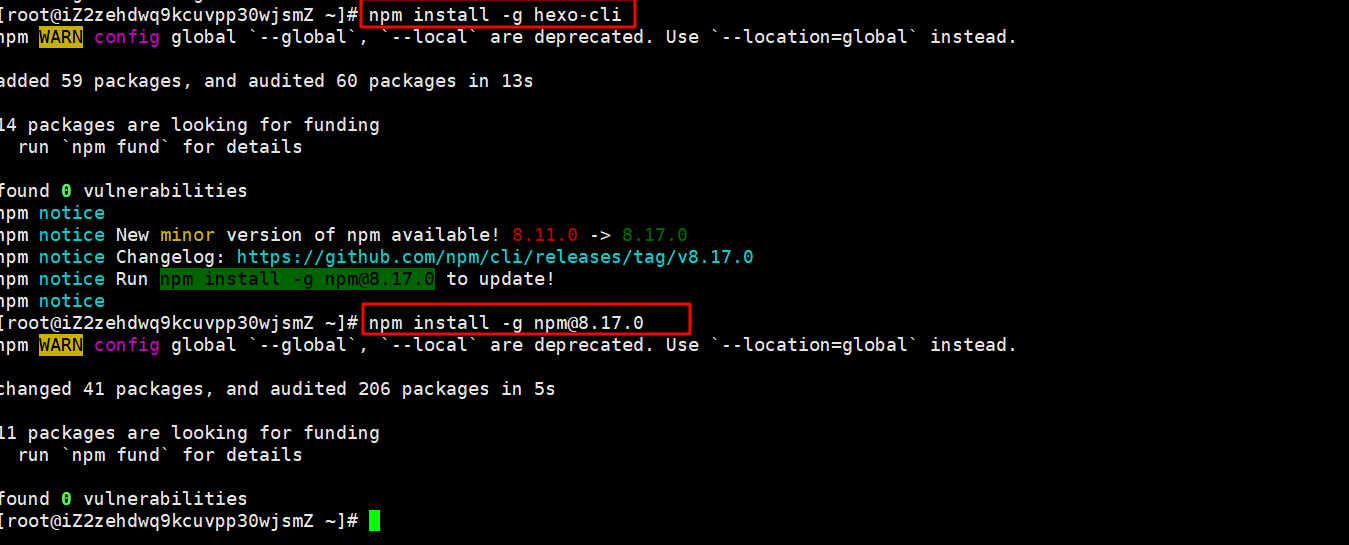 [root@iZ2zehdwq9kcuvpp30wjsmZ ~]# npm install -g hexo-cli
npm WARN config global `--global`, `--local` are deprecated. Use `--location=global` instead.
added 59 packages, and audited 60 packages in 13s
14 packages are looking for funding
run `npm fund` for details
found 0 vulnerabilities
npm notice
npm notice New minor version of npm available! 8.11.0 -> 8.17.0
npm notice Changelog: https://github.com/npm/cli/releases/tag/v8.17.0
npm notice Run npm install -g npm@8.17.0 to update!
npm notice
[root@iZ2zehdwq9kcuvpp30wjsmZ ~]# npm install -g npm@8.17.0
npm WARN config global `--global`, `--local` are deprecated. Use `--location=global` instead.
changed 41 packages, and audited 206 packages in 5s
11 packages are looking for funding
run `npm fund` for details
found 0 vulnerabilities
[root@iZ2zehdwq9kcuvpp30wjsmZ ~]#